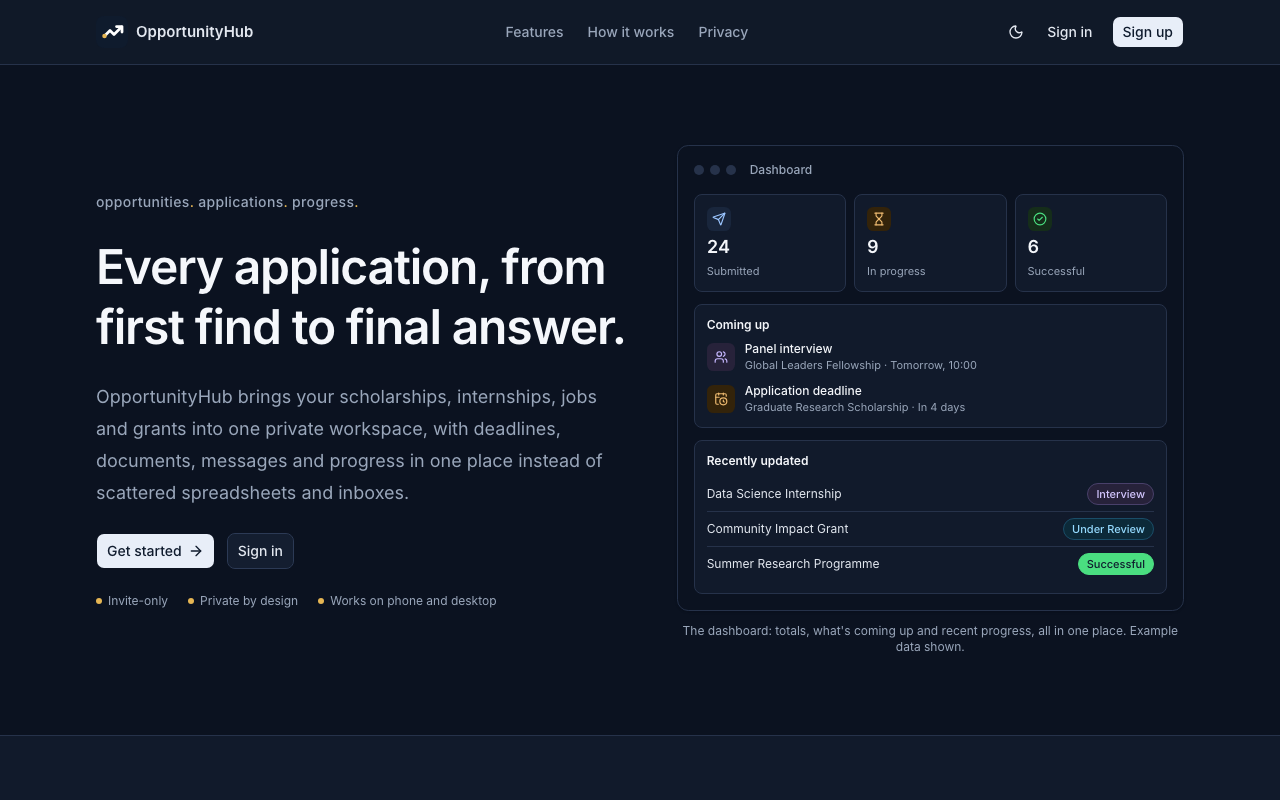 OpportunityHub
Features
How it works
Privacy
Sign in
Sign up
opportunities. applications. progress.
Every application, from
first find to final answer.
OpportunityHub brings your scholarships, internships, jobs
and grants into one private workspace, with deadlines,
documents, messages and progress in one place instead of
scattered spreadsheets and inboxes.
Get started
Sign in
Invite-only
Private by design
Works on phone and desktop
Dashboard
24
Submitted
9
In progress
6
Successful
Coming up
Panel interview
Global Leaders Fellowship · Tomorrow, 10:00
Application deadline
Graduate Research Scholarship · In 4 days
Recently updated
Data Science Internship
Interview
Community Impact Grant
Under Review
Summer Research Programme
Successful
The dashboard: totals, what's coming up and recent progress, all in one place. Example
data shown.